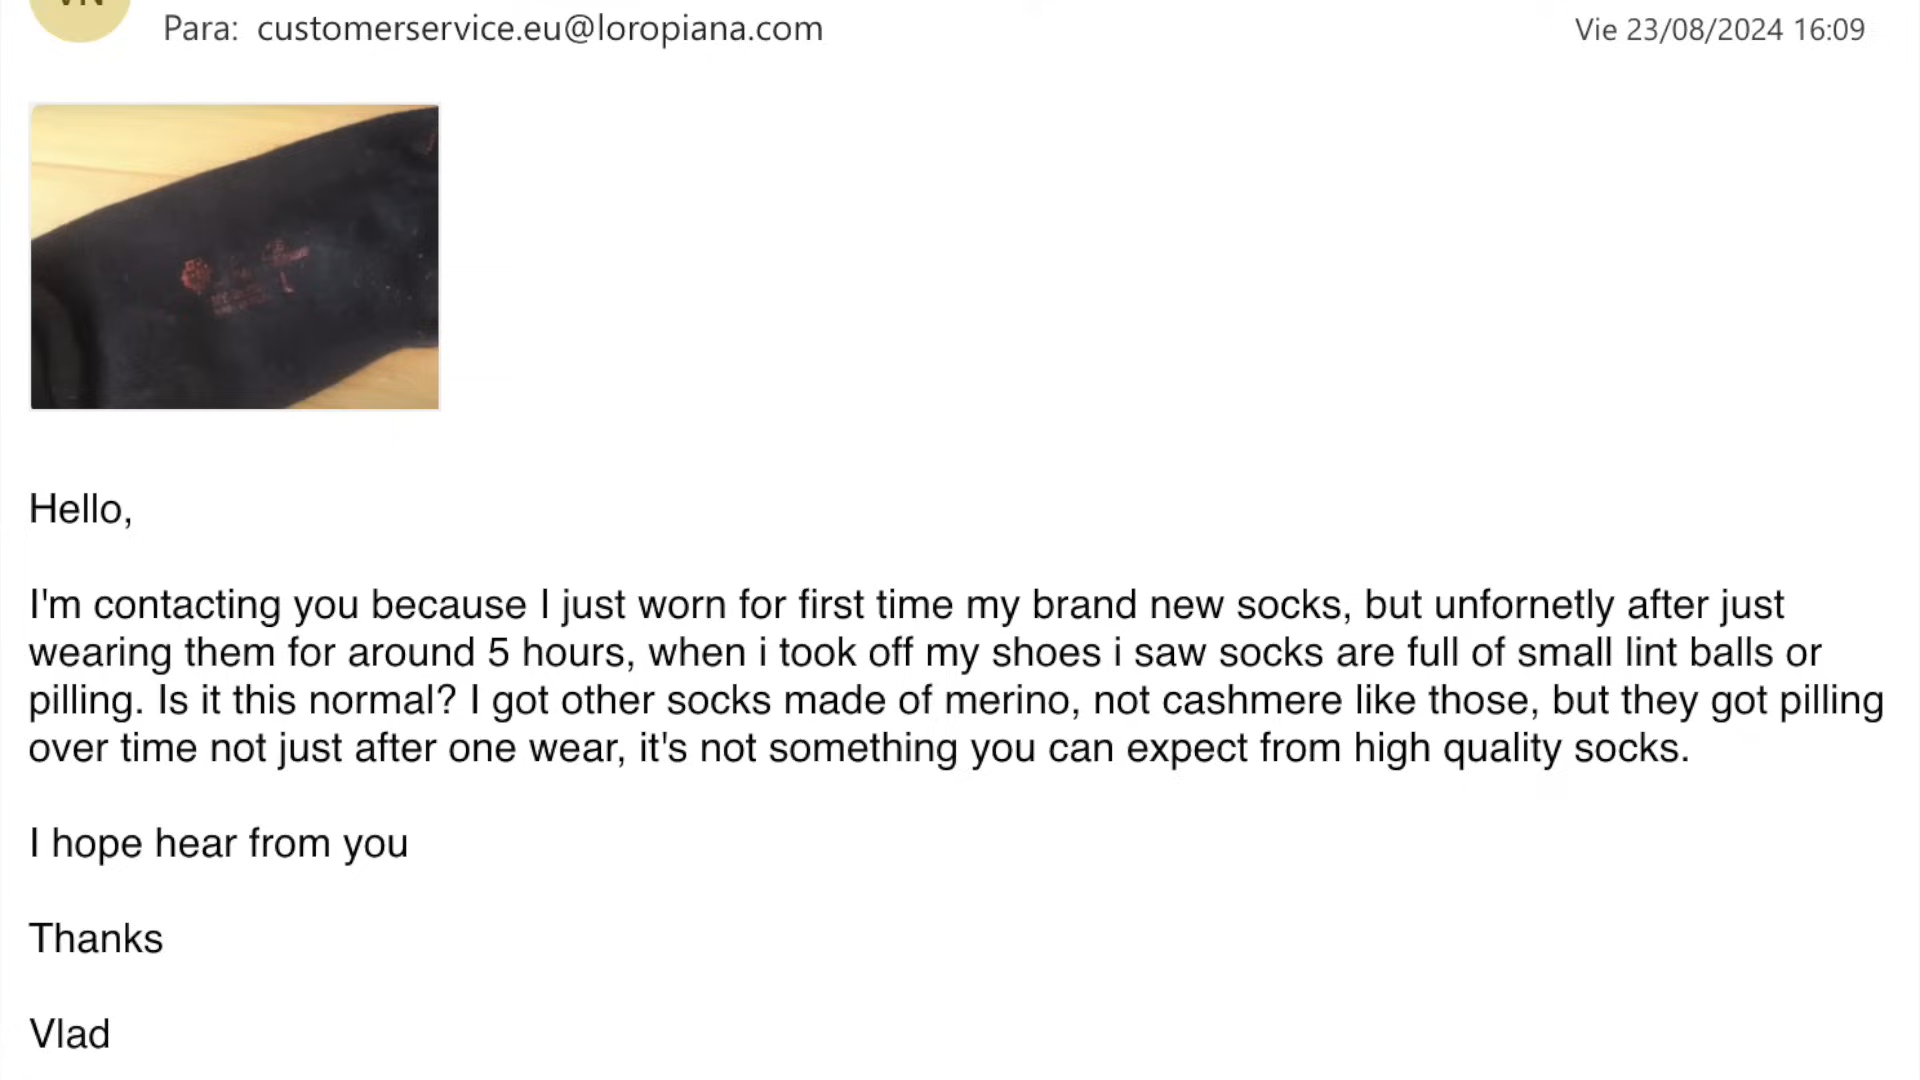 VN
Para: customerservice.eu@loropiana.com
Vie 23/08/2024 16:09
Hello,
I'm contacting you because I just worn for first time my brand new socks, but unfornetly after just
wearing them for around 5 hours, when i took off my shoes i saw socks are full of small lint balls or
pilling. Is it this normal? I got other socks made of merino, not cashmere like those, but they got pilling
over time not just after one wear, it's not something you can expect from high quality socks.
I hope hear from you
Thanks
Vlad